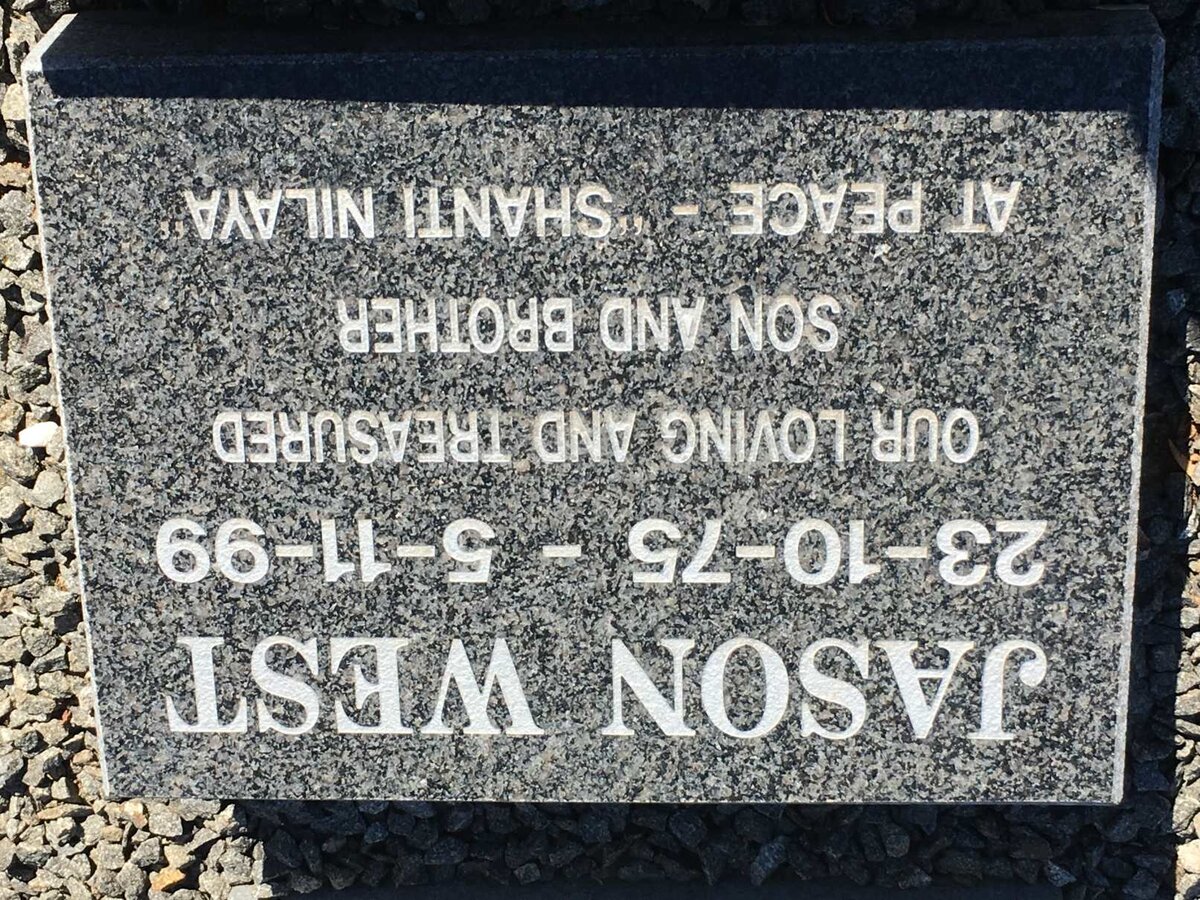 JASON WEST
23-10-75 - 5-11-99
OUR LOVING AND TREASURED
SON AND BROTHER
AT PEACE - "SHANTI NILAYA"